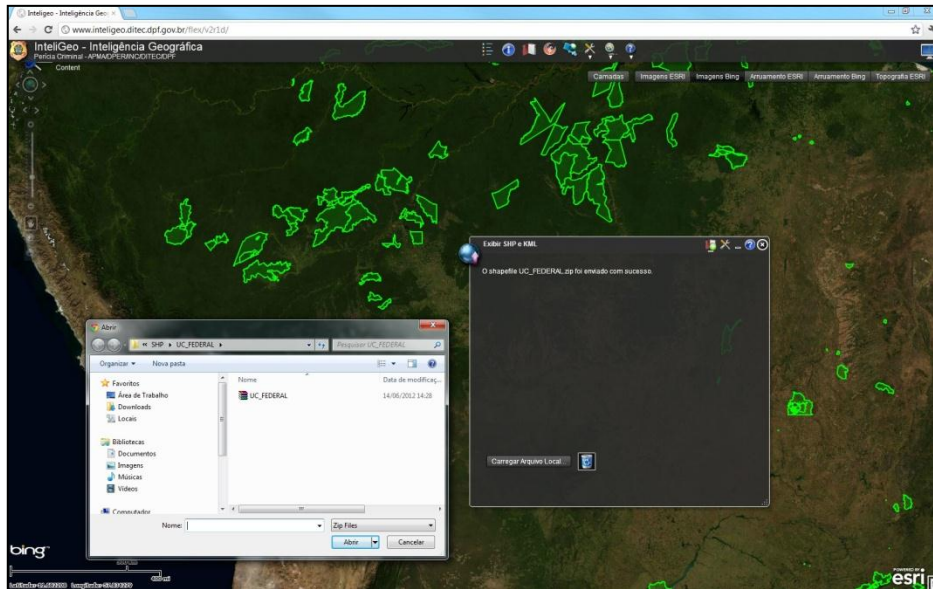 Inteligeo - Inteligência Geo
www.inteligeo.ditec.dpf.gov.br/flex/v2r1d/
InteliGeo - Inteligência Geográfica
Perícia Criminal - APMA/DPER/INC/DITEC/DPF
Content
Camadas
Imagens ESRI
Imagens Bing
Arruamento ESRI
Arruamento Bing
Topografia ESRI
Exibir SHP e KML
O shapefile UC_FEDERAL.zip foi enviado com sucesso.
Carregar Arquivo Local...
Abrir
« SHP ▸ UC_FEDERAL ▸
Pesquisar UC_FEDERAL
Organizar
Nova pasta
Favoritos
Área de Trabalho
Downloads
Locais
Bibliotecas
Documentos
Imagens
Músicas
Vídeos
Computador
Nome
Data de modificaç...
UC_FEDERAL
14/06/2012 14:28
Nome:
Zip Files
Abrir
Cancelar
bing
POWERED BY
esri